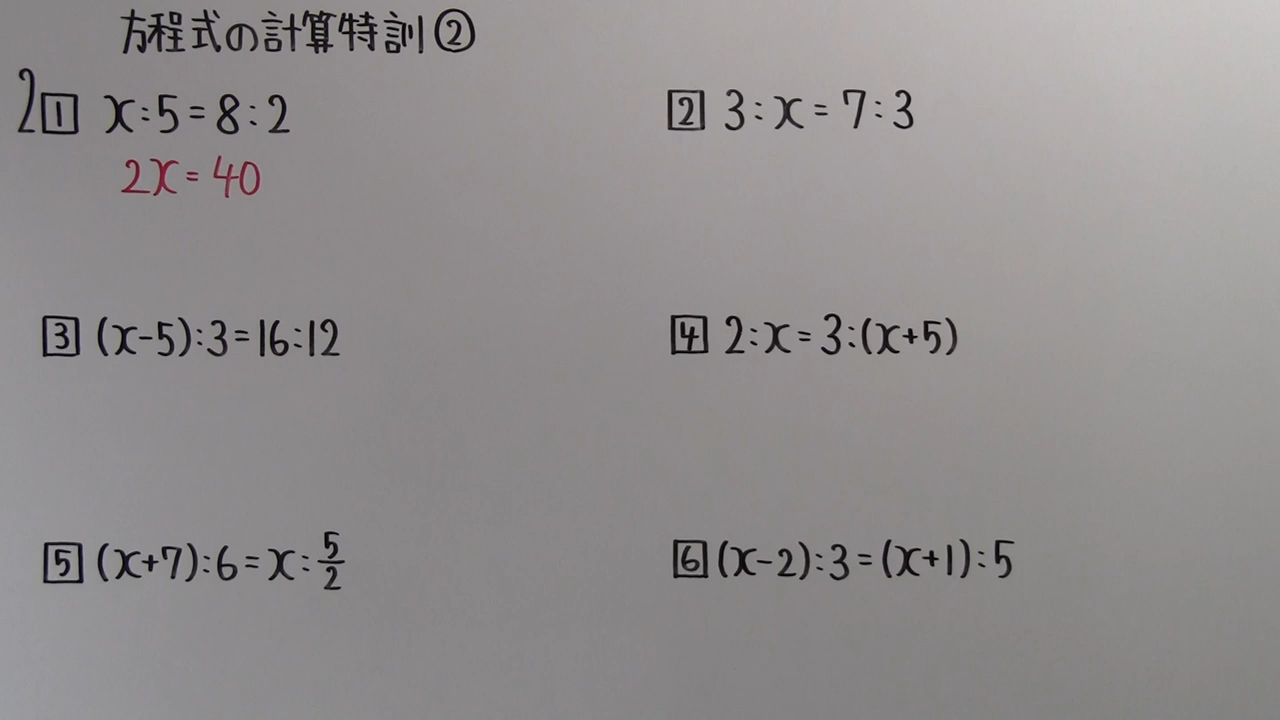 方程式の計算特訓②
2 1 x:5=8:2
2x=40
2 3:x=7:3
3 (x-5):3=16:12
4 2:x=3:(x+5)
5 (x+7):6=x:5/2
6 (x-2):3=(x+1):5